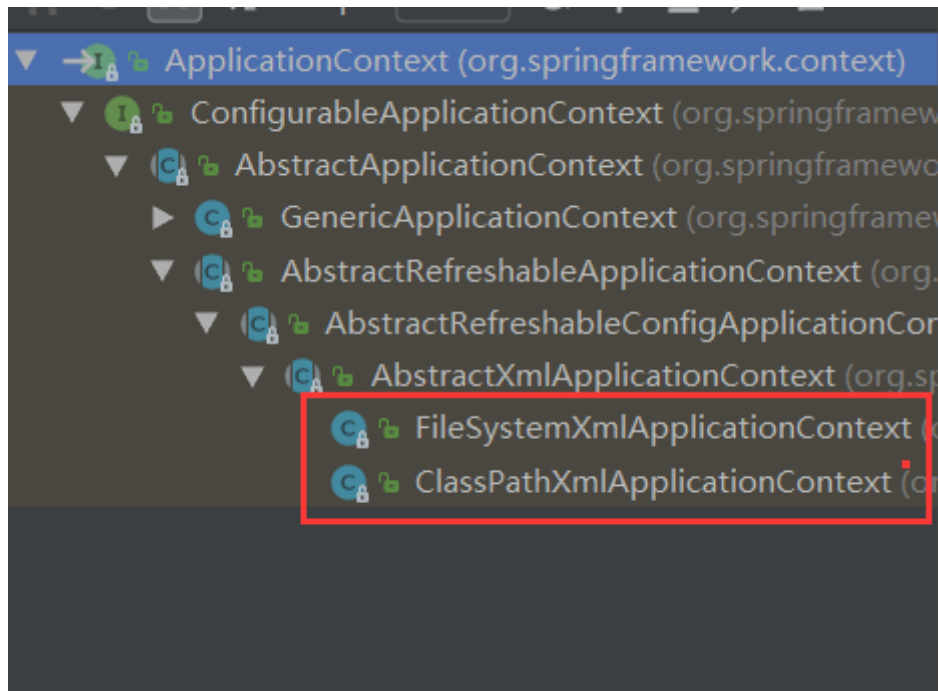 ApplicationContext (org.springframework.context)
ConfigurableApplicationContext (org.springframew
AbstractApplicationContext (org.springframewo
GenericApplicationContext (org.springframew
AbstractRefreshableApplicationContext (org.
AbstractRefreshableConfigApplicationCon
AbstractXmlApplicationContext (org.sp
FileSystemXmlApplicationContext (o
ClassPathXmlApplicationContext (or